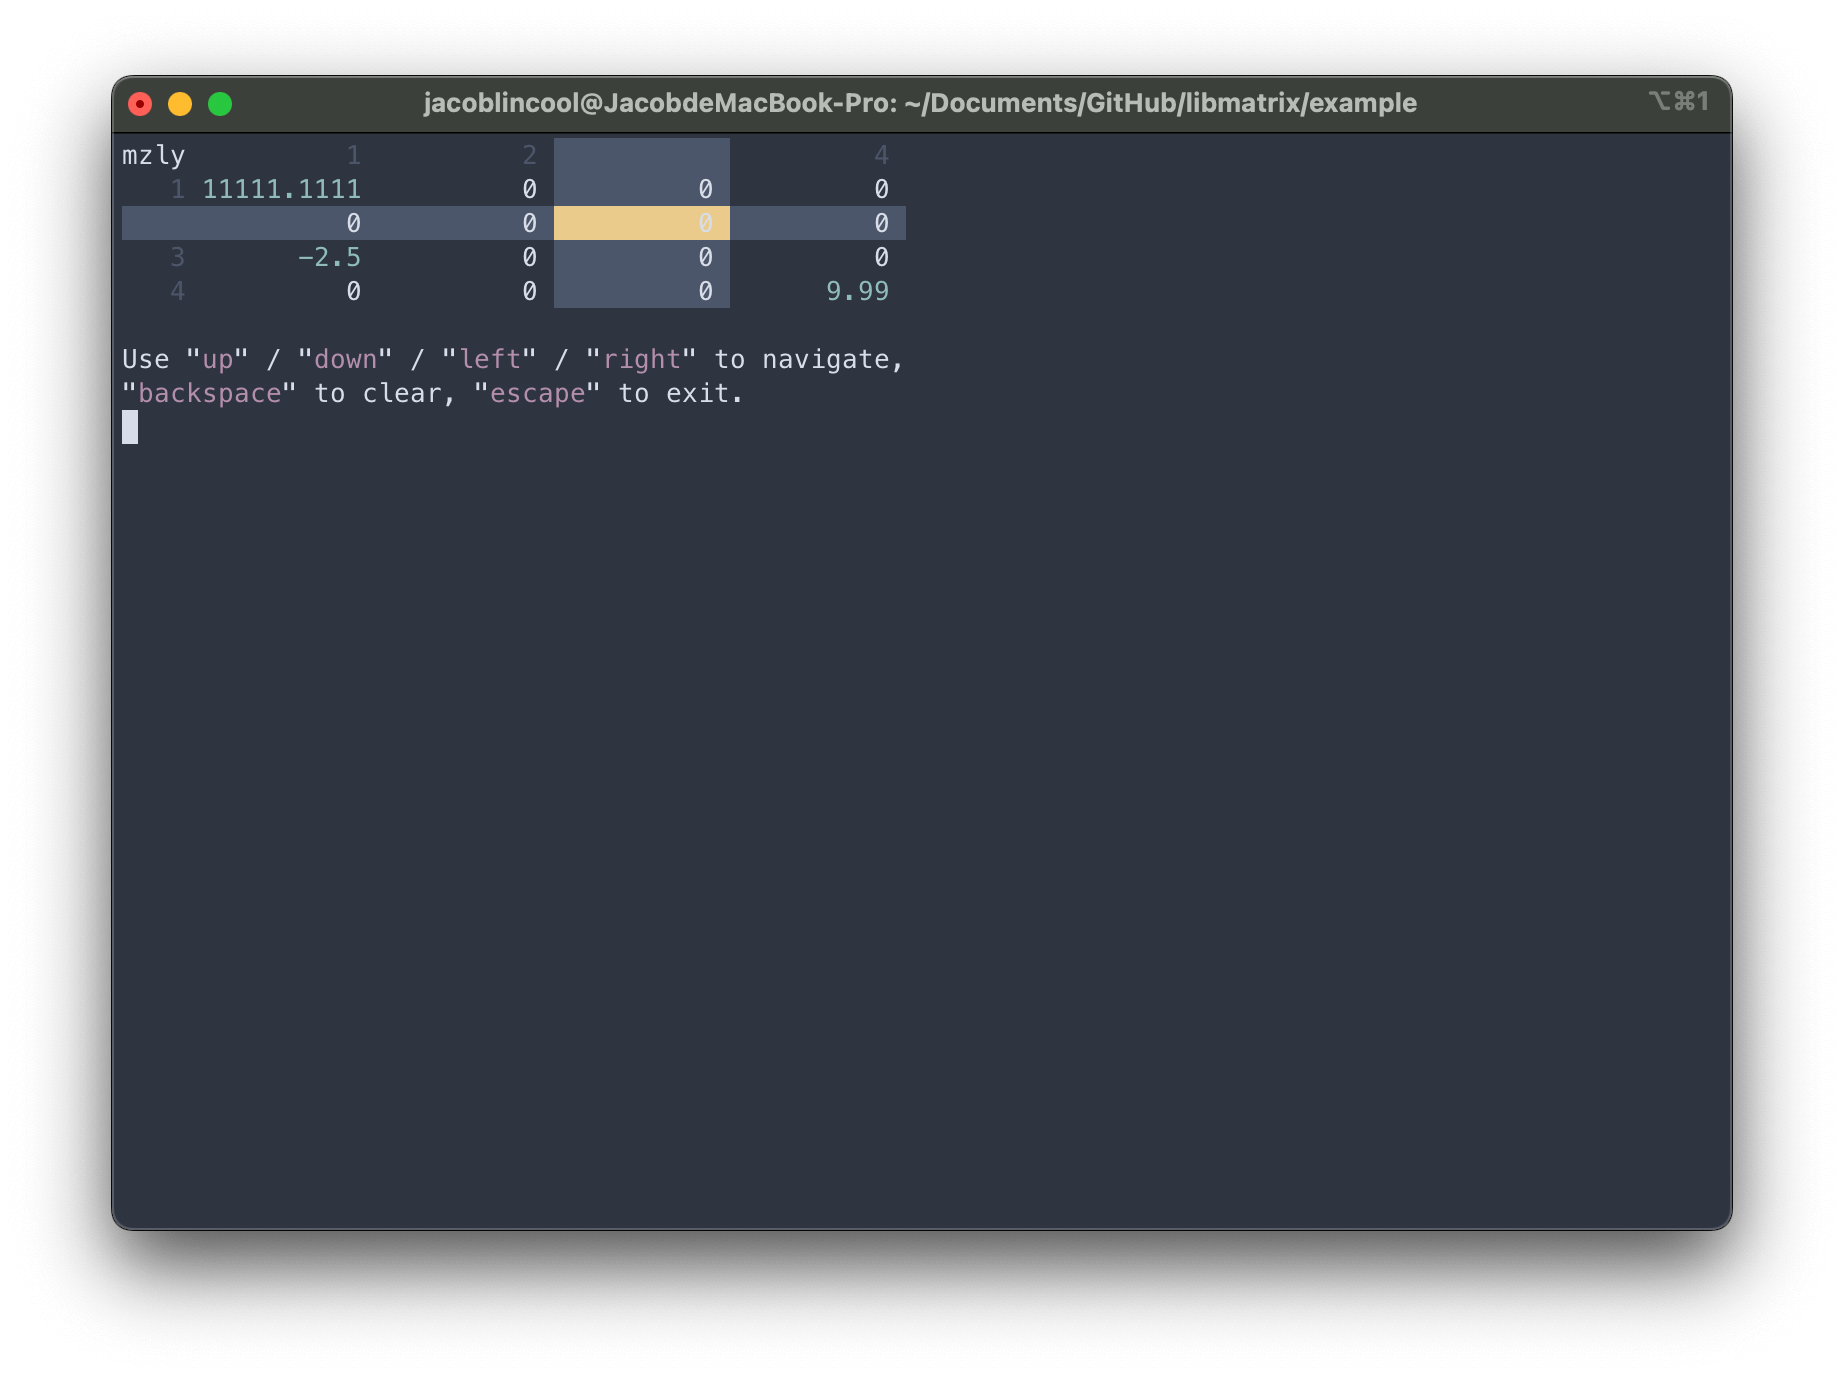 jacoblincool@JacobdeMacBook-Pro: ~/Documents/GitHub/libmatrix/example ⌥⌘1
mzly 1 2 4
1 11111.1111 0 0 0
0 0 0 0
3 -2.5 0 0 0
4 0 0 0 9.99
Use "up" / "down" / "left" / "right" to navigate,
"backspace" to clear, "escape" to exit.